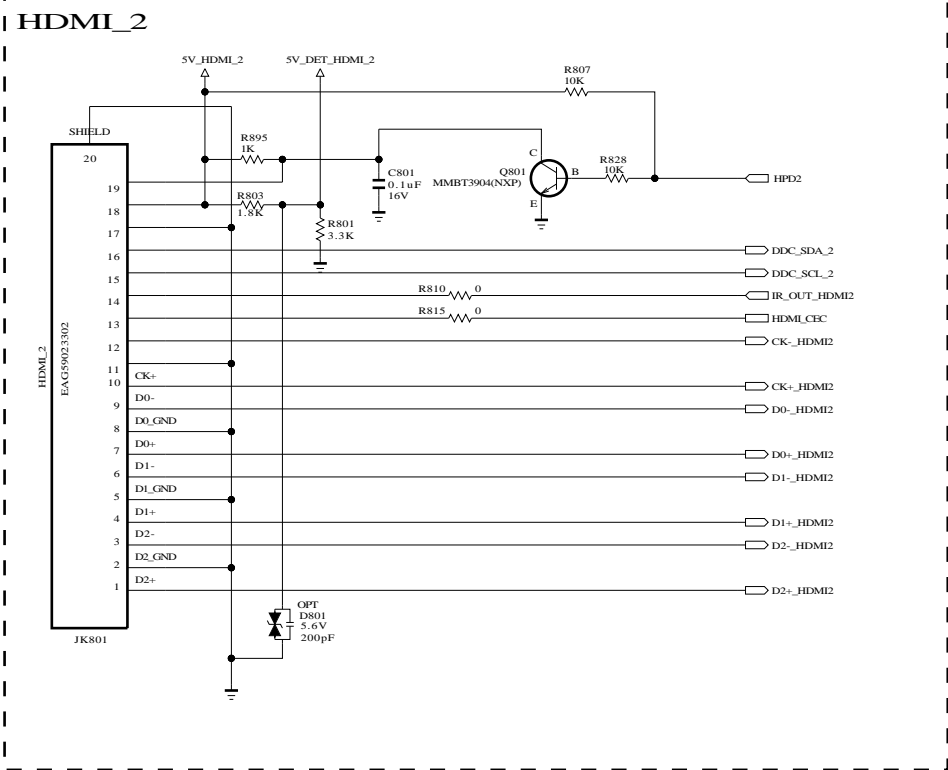 HDMI_2
5V_HDMI_2
5V_DET_HDMI_2
R807
10K
SHIELD
20
R895
1K
C
Q801
MMBT3904(NXP)
B
E
R828
10K
HPD2
C801
0.1uF
16V
19
R803
1.8K
18
R801
3.3K
17
16
DDC_SDA_2
15
DDC_SCL_2
14
R810
0
IR_OUT_HDMI2
13
R815
0
HDMI_CEC
12
CK-_HDMI2
11
10
CK+
CK+_HDMI2
HDMI_2
EAG59023302
9
D0-
D0-_HDMI2
8
D0_GND
7
D0+
D0+_HDMI2
6
D1-
D1-_HDMI2
5
D1_GND
4
D1+
D1+_HDMI2
3
D2-
D2-_HDMI2
2
D2_GND
1
D2+
D2+_HDMI2
OPT
D801
5.6V
200pF
JK801